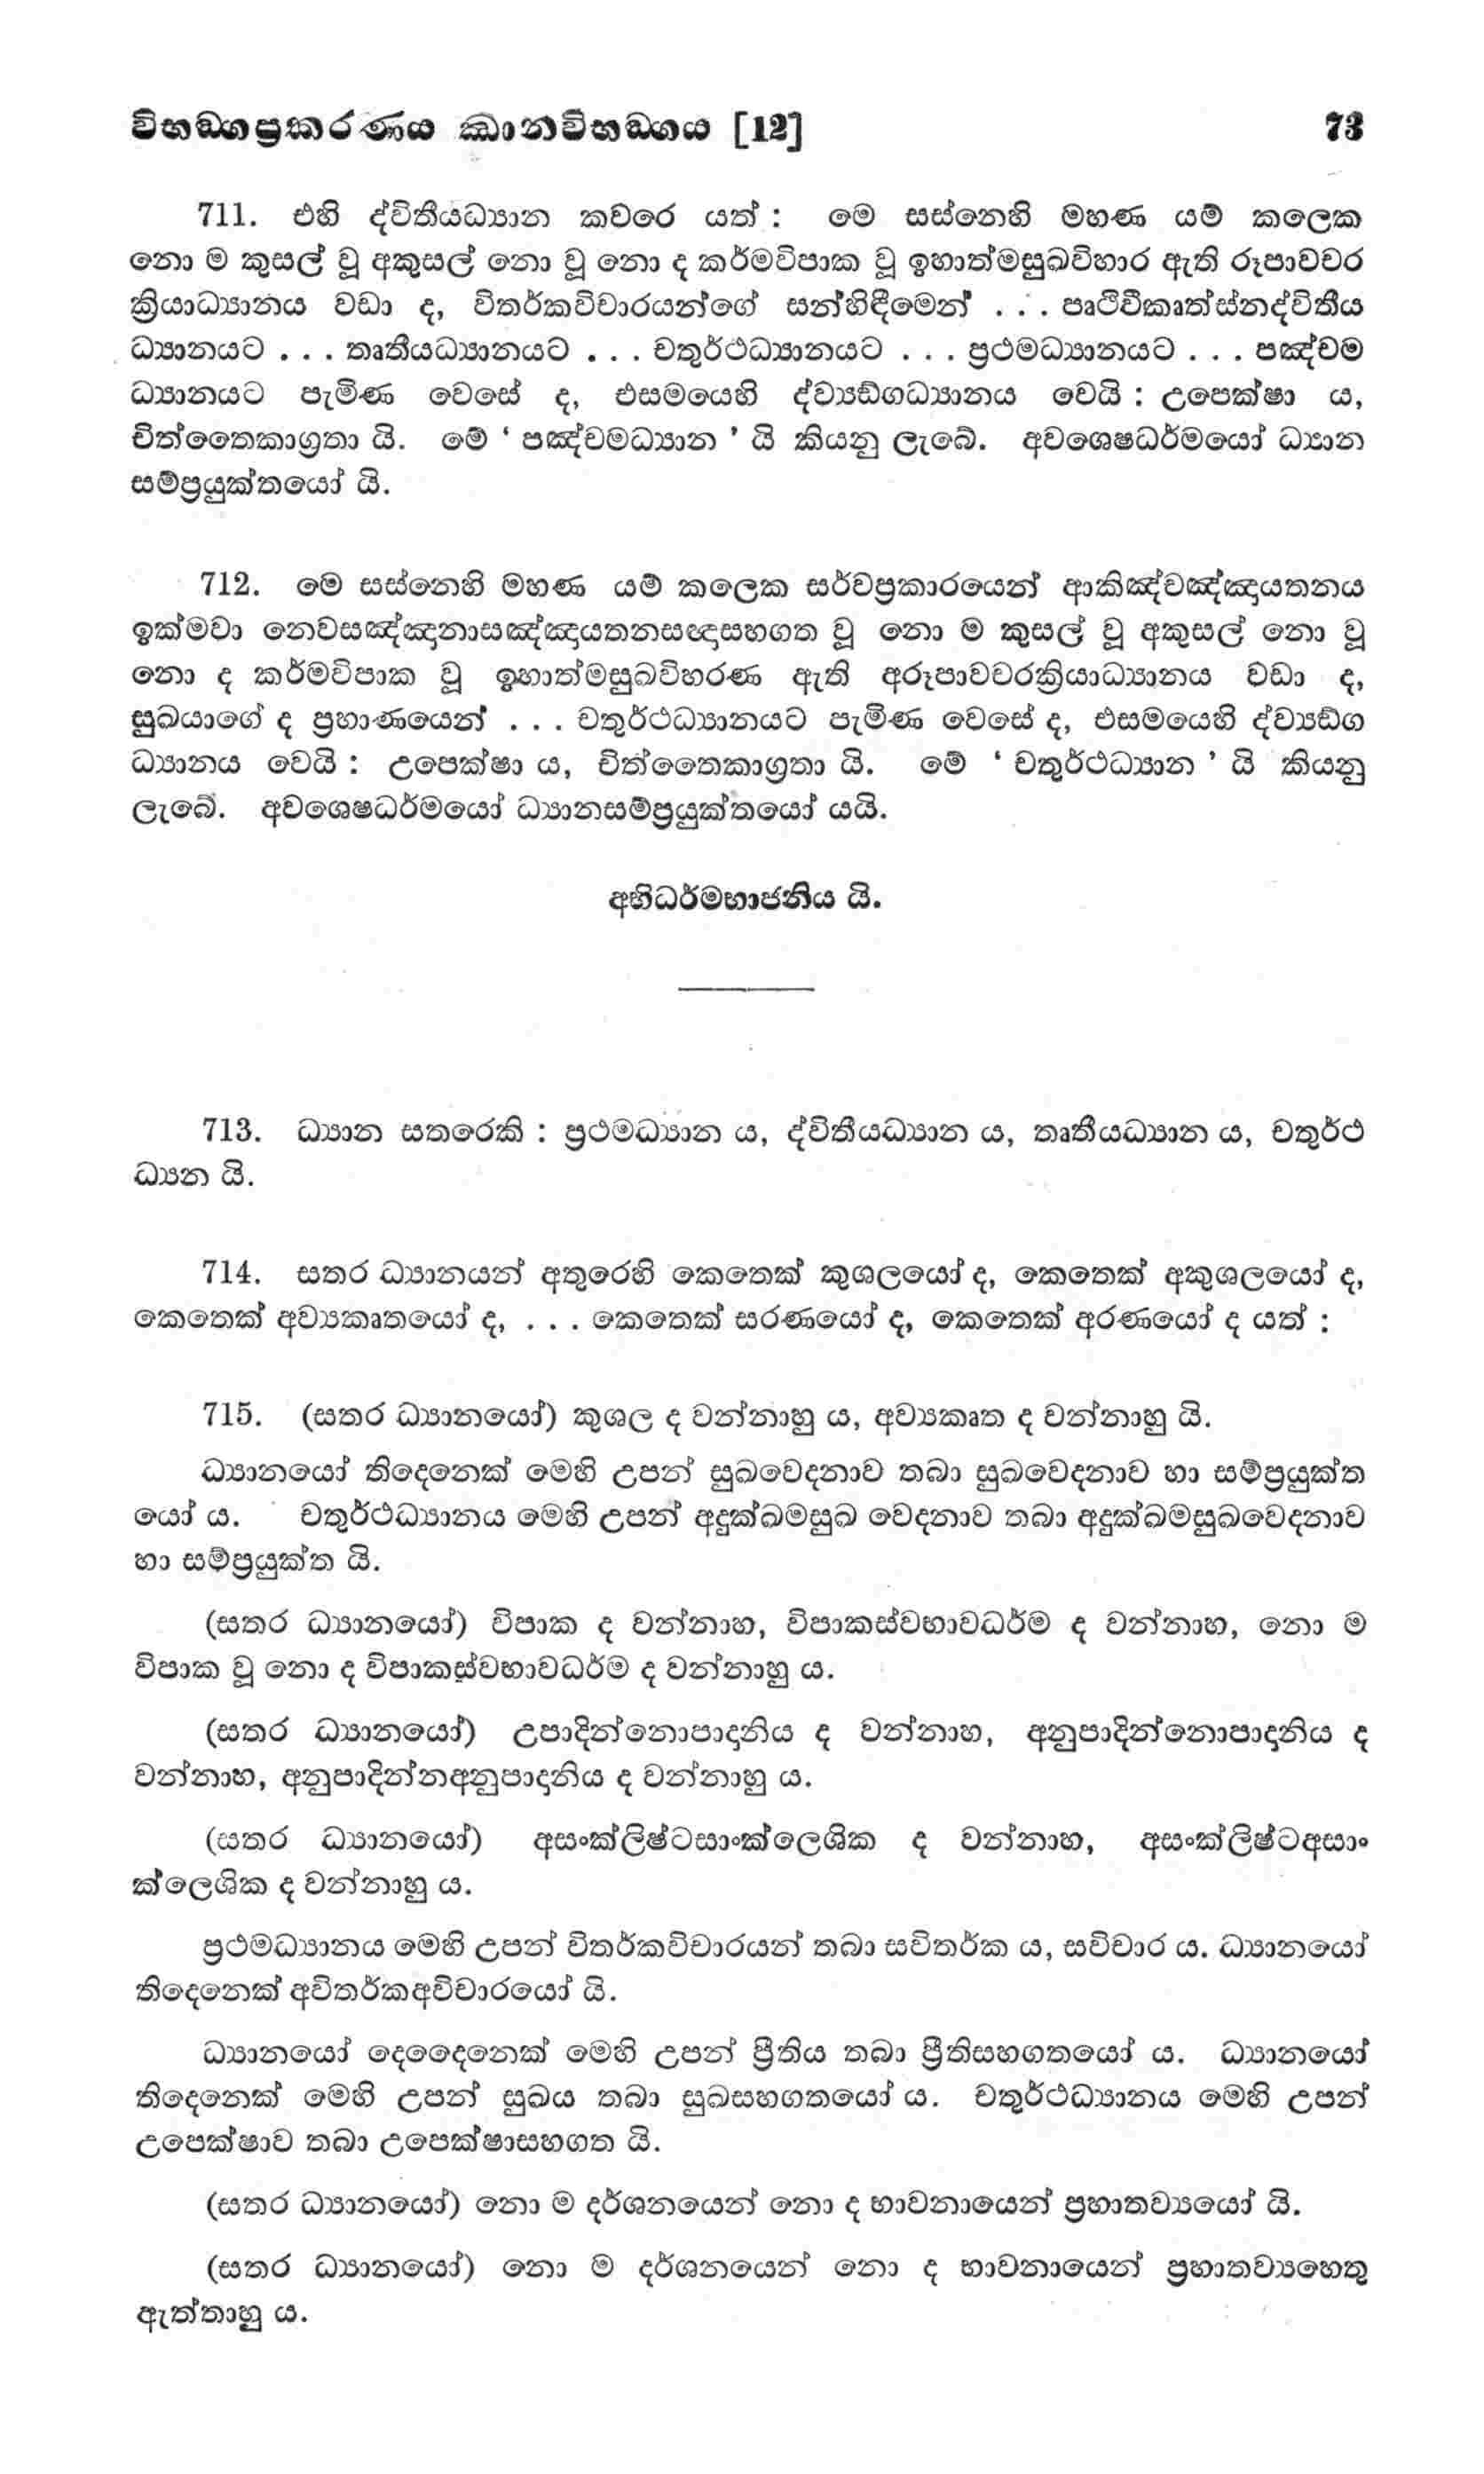 විභඞ්ගප්‍රකරණය ඣානවිභඞ්ගය [12] 73
711. එහි ද්විතීයධ්‍යාන කවරෙ යත් : මෙ සස්නෙහි මහණ යම් කලෙක
නො ම කුසල් වූ අකුසල් නො වූ නො ද කර්මවිපාක වූ ඉහාත්මසුඛවිහාර ඇති රූපාවචර
ක්‍රියාධ්‍යානය වඩා ද, විතර්කවිචාරයන්ගේ සන්හිඳීමෙන් . . . පෘථිවීකෘත්ස්නද්විතීය
ධ්‍යානයට . . . තෘතීයධ්‍යානයට . . . චතුර්ථධ්‍යානයට . . . ප්‍රථමධ්‍යානයට . . . පඤ්චම
ධ්‍යානයට පැමිණ වෙසේ ද, එසමයෙහි ද්ව්‍යඞ්ගධ්‍යානය වෙයි : උපෙක්ෂා ය,
චිත්තෛකාග්‍රතා යි. මේ ‘ පඤ්චමධ්‍යාන ’ යි කියනු ලැබේ. අවශෙෂධර්මයෝ ධ්‍යාන
සම්ප්‍රයුක්තයෝ යි.
712. මෙ සස්නෙහි මහණ යම් කලෙක සර්වප්‍රකාරයෙන් ආකිඤ්චඤ්ඤායතනය
ඉක්මවා නෙවසඤ්ඤානාසඤ්ඤායතනසඥාසහගත වූ නො ම කුසල් වූ අකුසල් නො වූ
නො ද කර්මවිපාක වූ ඉහාත්මසුඛවිහරණ ඇති අරූපාවචරක්‍රියාධ්‍යානය වඩා ද,
සුඛයාගේ ද ප්‍රහාණයෙන් . . . චතුර්ථධ්‍යානයට පැමිණ වෙසේ ද, එසමයෙහි ද්ව්‍යඞ්ග
ධ්‍යානය වෙයි : උපෙක්ෂා ය, චිත්තෛකාග්‍රතා යි. මේ ‘ චතුර්ථධ්‍යාන ’ යි කියනු
ලැබේ. අවශෙෂධර්මයෝ ධ්‍යානසම්ප්‍රයුක්තයෝ යයි.
අභිධර්මභාජනීය යි.
713. ධ්‍යාන සතරෙකි : ප්‍රථමධ්‍යාන ය, ද්විතීයධ්‍යාන ය, තෘතීයධ්‍යාන ය, චතුර්ථ
ධ්‍යන යි.
714. සතර ධ්‍යානයන් අතුරෙහි කෙතෙක් කුශලයෝ ද, කෙතෙක් අකුශලයෝ ද,
කෙතෙක් අව්‍යකෘතයෝ ද, . . . කෙතෙක් සරණයෝ ද, කෙතෙක් අරණයෝ ද යත් :
715. (සතර ධ්‍යානයෝ) කුශල ද වන්නාහු ය, අව්‍යකෘත ද වන්නාහු යි.
ධ්‍යානයෝ තිදෙනෙක් මෙහි උපන් සුඛවෙදනාව තබා සුඛවෙදනාව හා සම්ප්‍රයුක්ත
යෝ ය. චතුර්ථධ්‍යානය මෙහි උපන් අදුක්ඛමසුඛ වෙදනාව තබා අදුක්ඛමසුඛවෙදනාව
හා සම්ප්‍රයුක්ත යි.
(සතර ධ්‍යානයෝ) විපාක ද වන්නාහ, විපාකස්වභාවධර්ම ද වන්නාහ, නො ම
විපාක වූ නො ද විපාකස්වභාවධර්ම ද වන්නාහු ය.
(සතර ධ්‍යානයෝ) උපාදින්නොපාදානිය ද වන්නාහ, අනුපාදින්නොපාදානිය ද
වන්නාහ, අනුපාදින්නඅනුපාදානිය ද වන්නාහු ය.
(සතර ධ්‍යානයෝ) අසංක්ලිෂ්ටසාංක්ලෙශික ද වන්නාහ, අසංක්ලිෂ්ටඅසාං
ක්ලෙශික ද වන්නාහු ය.
ප්‍රථමධ්‍යානය මෙහි උපන් විතර්කවිචාරයන් තබා සවිතර්ක ය, සවිචාර ය. ධ්‍යානයෝ
තිදෙනෙක් අවිතර්කඅවිචාරයෝ යි.
ධ්‍යානයෝ දෙදෙනෙක් මෙහි උපන් ප්‍රීතිය තබා ප්‍රීතිසහගතයෝ ය. ධ්‍යානයෝ
තිදෙනෙක් මෙහි උපන් සුඛය තබා සුඛසහගතයෝ ය. චතුර්ථධ්‍යානය මෙහි උපන්
උපෙක්ෂාව තබා උපෙක්ෂාසහගත යි.
(සතර ධ්‍යානයෝ) නො ම දර්ශනයෙන් නො ද භාවනායෙන් ප්‍රහාතව්‍යයෝ යි.
(සතර ධ්‍යානයෝ) නො ම දර්ශනයෙන් නො ද භාවනායෙන් ප්‍රහාතව්‍යහෙතු
ඇත්තාහු ය.